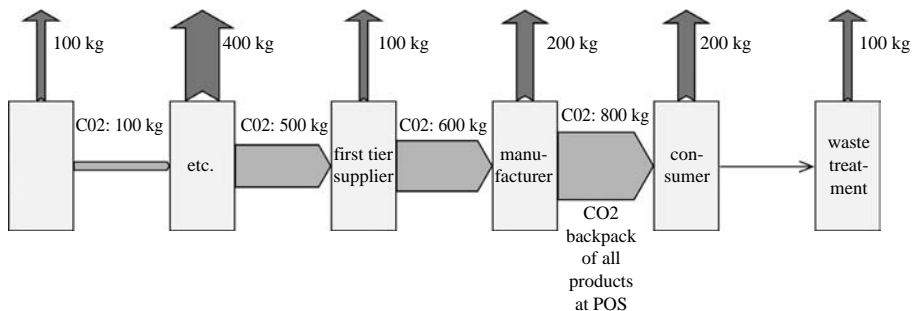 100 kg
400 kg
100 kg
200 kg
200 kg
100 kg
C02: 100 kg
C02: 500 kg
C02: 600 kg
C02: 800 kg
etc.
first tier
supplier
manu-
facturer
con-
sumer
waste
treat-
ment
CO2
backpack
of all
products
at POS